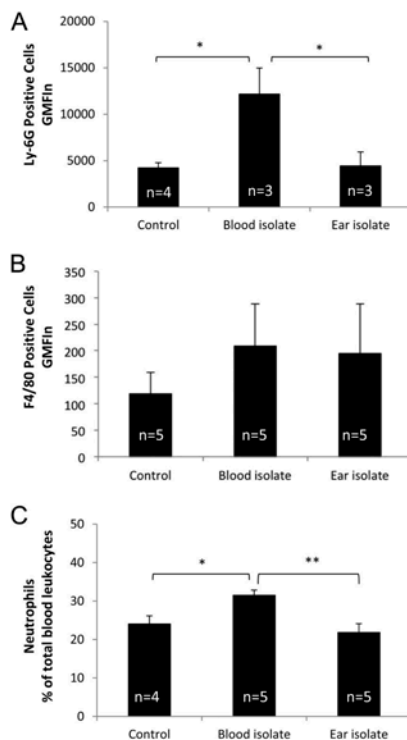 A
Ly-6G Positive Cells
GMFIn
20000
15000
10000
5000
0
*
*
n=4
n=3
n=3
Control
Blood isolate
Ear isolate
B
F4/80 Positive Cells
GMFIn
350
300
250
200
150
100
50
0
n=5
n=5
n=5
Control
Blood isolate
Ear isolate
C
Neutrophils
% of total blood leukocytes
50
40
30
20
10
0
*
**
n=4
n=5
n=5
Control
Blood isolate
Ear isolate